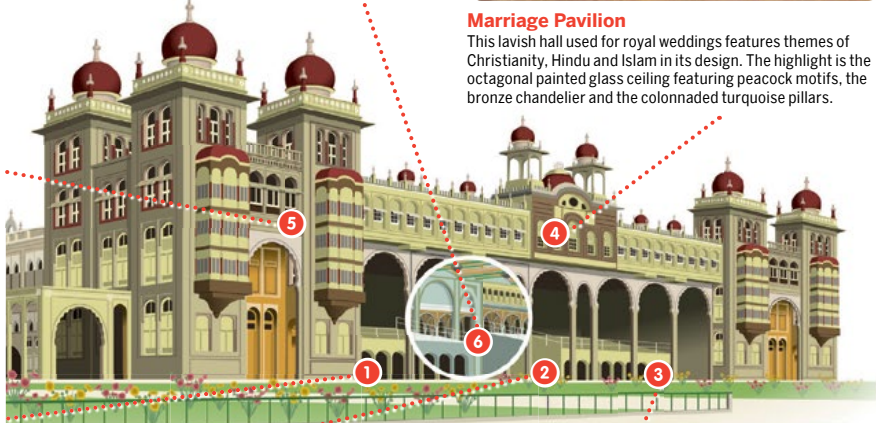 Marriage Pavilion
This lavish hall used for royal weddings features themes of
Christianity, Hindu and Islam in its design. The highlight is the
octagonal painted glass ceiling featuring peacock motifs, the
bronze chandelier and the colonnaded turquoise pillars.
5
4
6
1
2
3